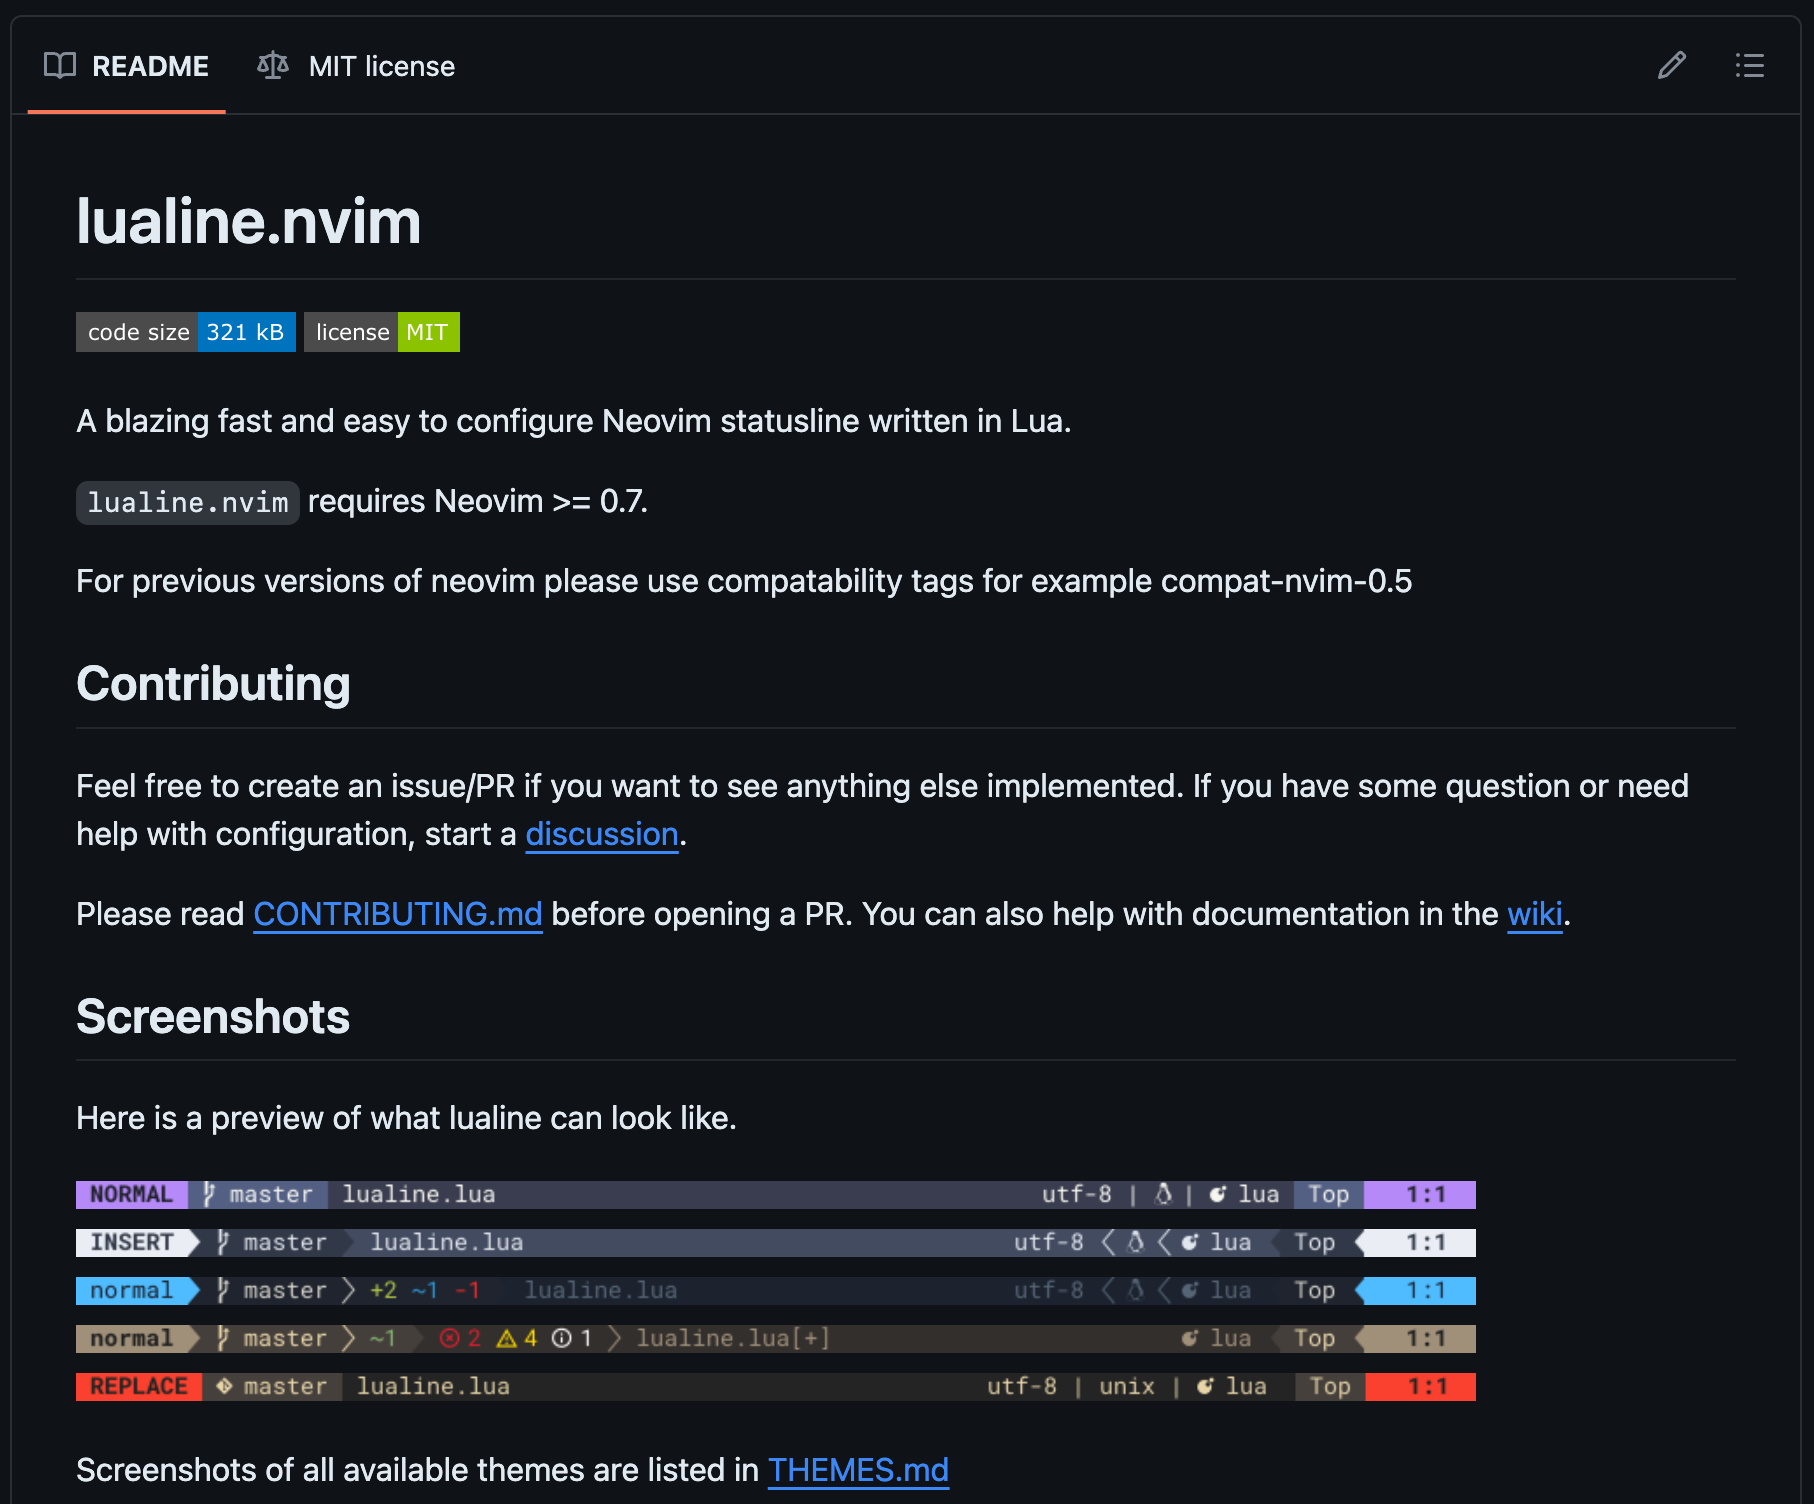 README MIT license
lualine.nvim
code size 321 kB license MIT
A blazing fast and easy to configure Neovim statusline written in Lua.
lualine.nvim requires Neovim >= 0.7.
For previous versions of neovim please use compatability tags for example compat-nvim-0.5
Contributing
Feel free to create an issue/PR if you want to see anything else implemented. If you have some question or need
help with configuration, start a discussion.
Please read CONTRIBUTING.md before opening a PR. You can also help with documentation in the wiki.
Screenshots
Here is a preview of what lualine can look like.
NORMAL master lualine.lua utf-8 | | lua Top 1:1
INSERT master lualine.lua utf-8 lua Top 1:1
normal master +2 ~1 -1 lualine.lua utf-8 lua Top 1:1
normal master ~1 2 4 1 lualine.lua[+] lua Top 1:1
REPLACE master lualine.lua utf-8 | unix | lua Top 1:1
Screenshots of all available themes are listed in THEMES.md